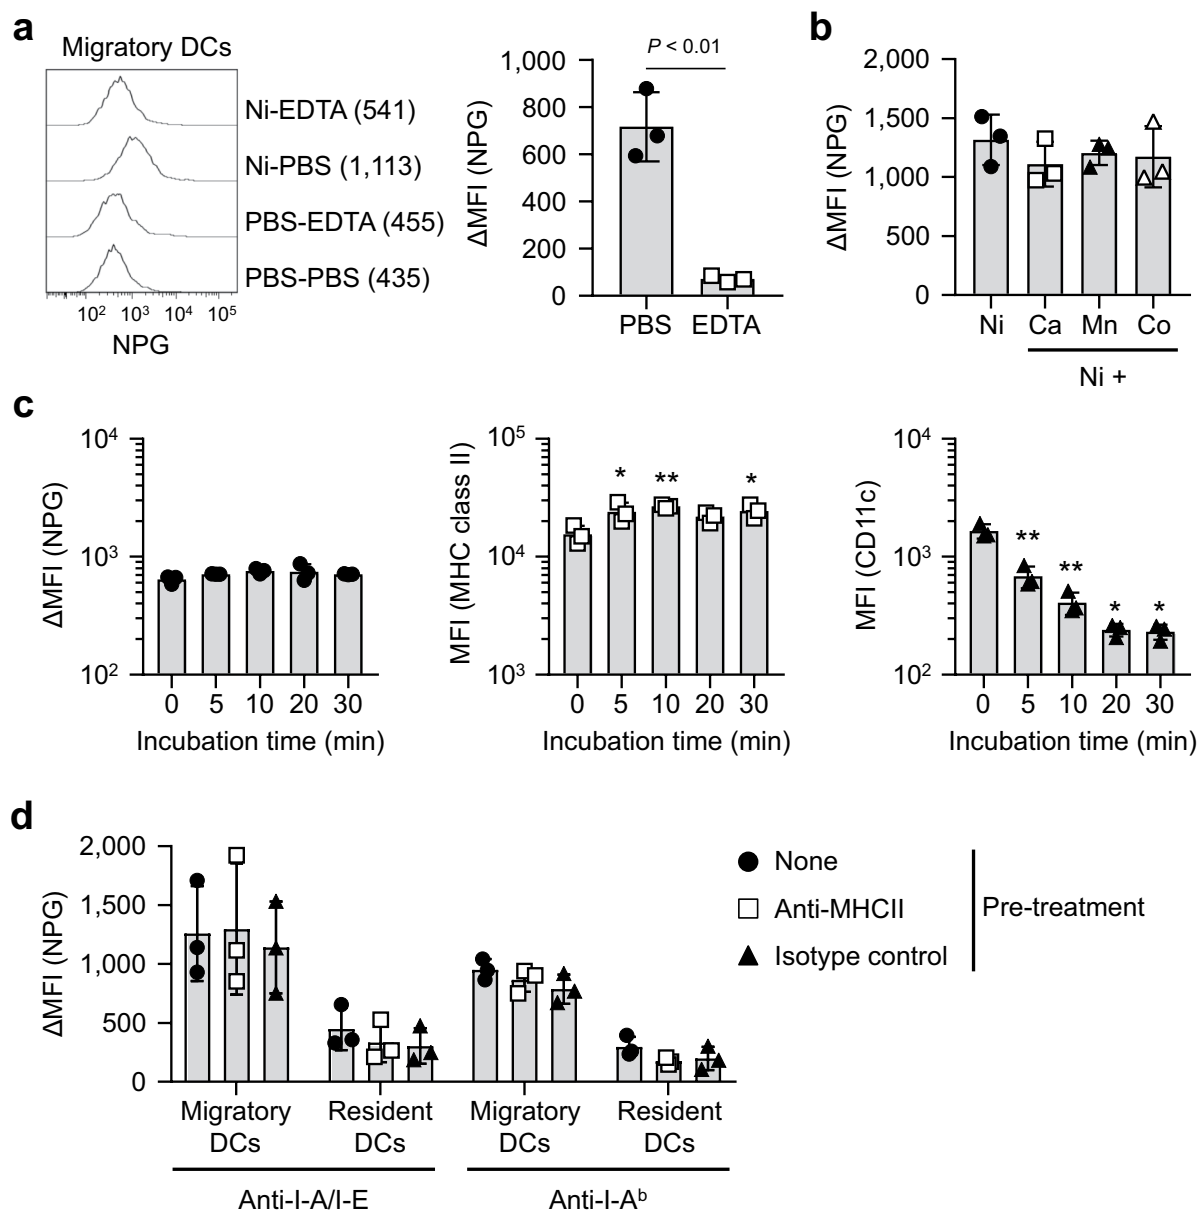 a
Migratory DCs
Ni-EDTA (541)
Ni-PBS (1,113)
PBS-EDTA (455)
PBS-PBS (435)
10² 10³ 10⁴ 10⁵
NPG
ΔMFI (NPG)
1,000
800
600
400
200
0
P < 0.01
PBS EDTA
b
ΔMFI (NPG)
2,000
1,500
1,000
500
0
Ni Ca Mn Co
Ni +
c
ΔMFI (NPG)
10⁴
10³
10²
0 5 10 20 30
Incubation time (min)
MFI (MHC class II)
10⁵
10⁴
10³
* ** *
0 5 10 20 30
Incubation time (min)
MFI (CD11c)
10⁴
10³
10²
** ** * *
0 5 10 20 30
Incubation time (min)
d
ΔMFI (NPG)
2,000
1,500
1,000
500
0
Migratory DCs
Resident DCs
Migratory DCs
Resident DCs
Anti-I-A/I-E
Anti-I-Aᵇ
None
Anti-MHCII
Isotype control
Pre-treatment